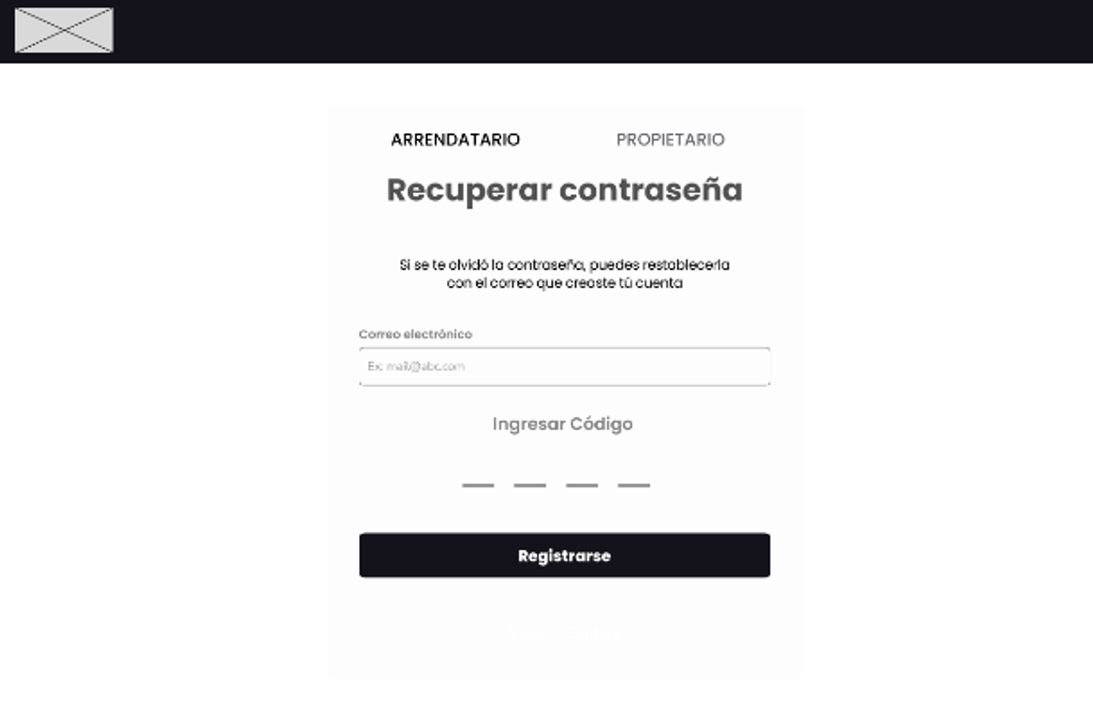 ARRENDATARIO PROPIETARIO
Recuperar contraseña
Si se te olvidó la contraseña, puedes restablecerla
con el correo que creaste tú cuenta
Correo electrónico
Ex: mail@abc.com
Ingresar Código
Registrarse